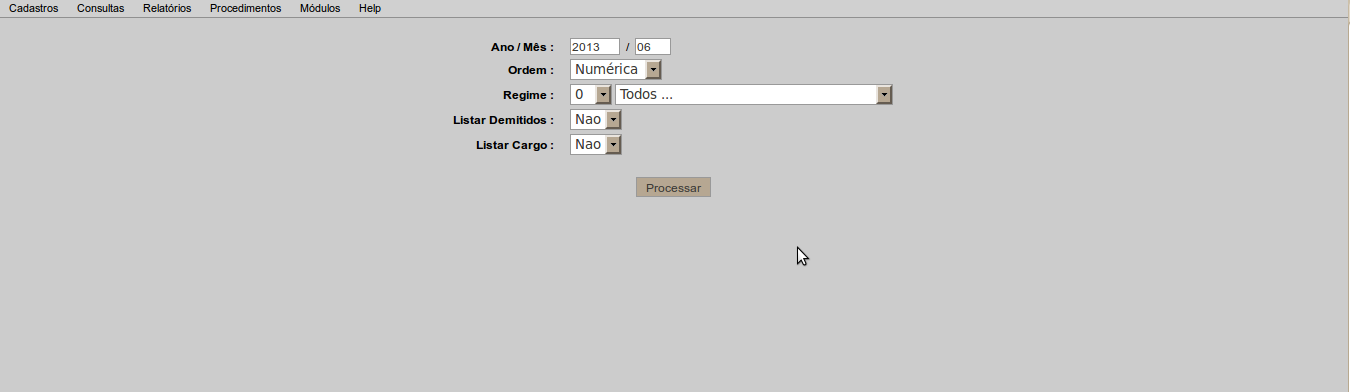 Cadastros Consultas Relatórios Procedimentos Módulos Help
Ano / Mês : 2013 / 06
Ordem : Numérica
Regime : 0 Todos ...
Listar Demitidos : Nao
Listar Cargo : Nao
Processar